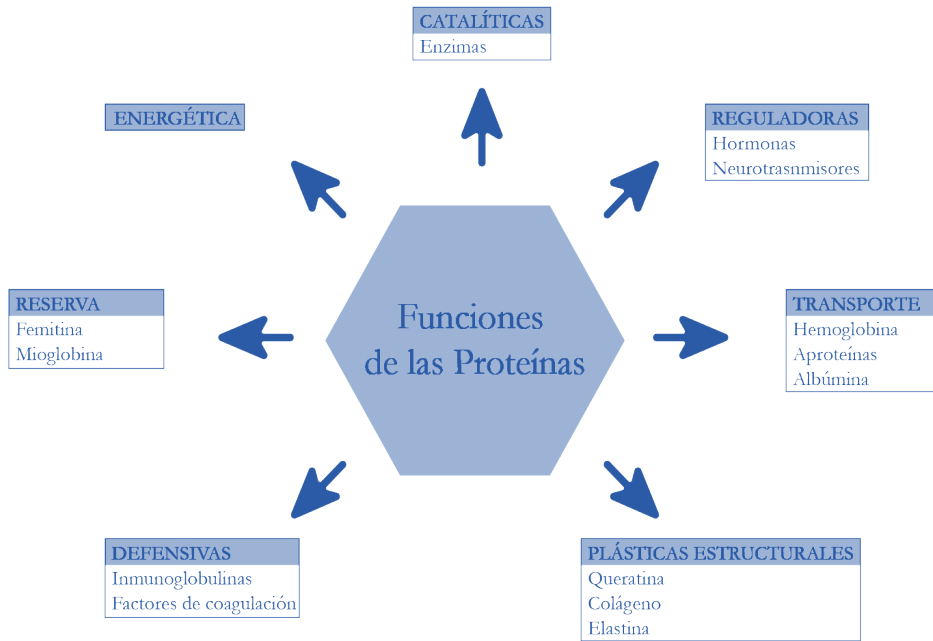 CATALÍTICAS
Enzimas
ENERGÉTICA
REGULADORAS
Hormonas
Neurotrasnmisores
RESERVA
Femitina
Mioglobina
Funciones
de las Proteínas
TRANSPORTE
Hemoglobina
Aproteínas
Albúmina
DEFENSIVAS
Inmunoglobulinas
Factores de coagulación
PLÁSTICAS ESTRUCTURALES
Queratina
Colágeno
Elastina